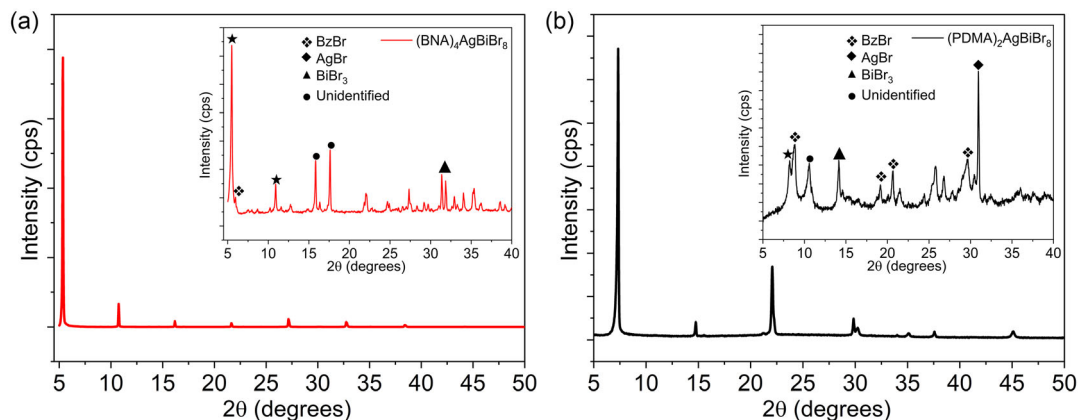 (a)
Intensity (cps)
5 10 15 20 25 30 35 40 45 50
2θ (degrees)
Intensity (cps)
BzBr
AgBr
BiBr₃
Unidentified
(BNA)₄AgBiBr₈
5 10 15 20 25 30 35 40
2θ (degrees)
(b)
Intensity (cps)
5 10 15 20 25 30 35 40 45 50
2θ (degrees)
Intensity (cps)
BzBr
AgBr
BiBr₃
Unidentified
(PDMA)₂AgBiBr₈
5 10 15 20 25 30 35 40
2θ (degrees)